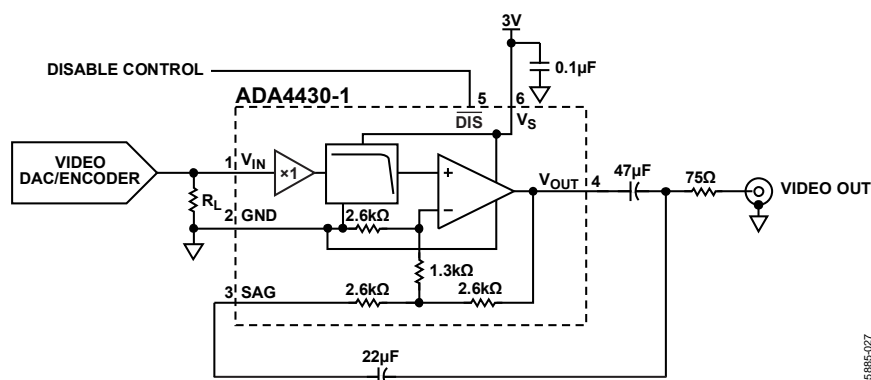 3V
DISABLE CONTROL
0.1µF
ADA4430-1
5
6
DIS
VS
VIDEO
DAC/ENCODER
1
VIN
×1
+
VOUT
4
47µF
75Ω
VIDEO OUT
RL
2
GND
2.6kΩ
–
1.3kΩ
3
SAG
2.6kΩ
2.6kΩ
22µF
5885-027